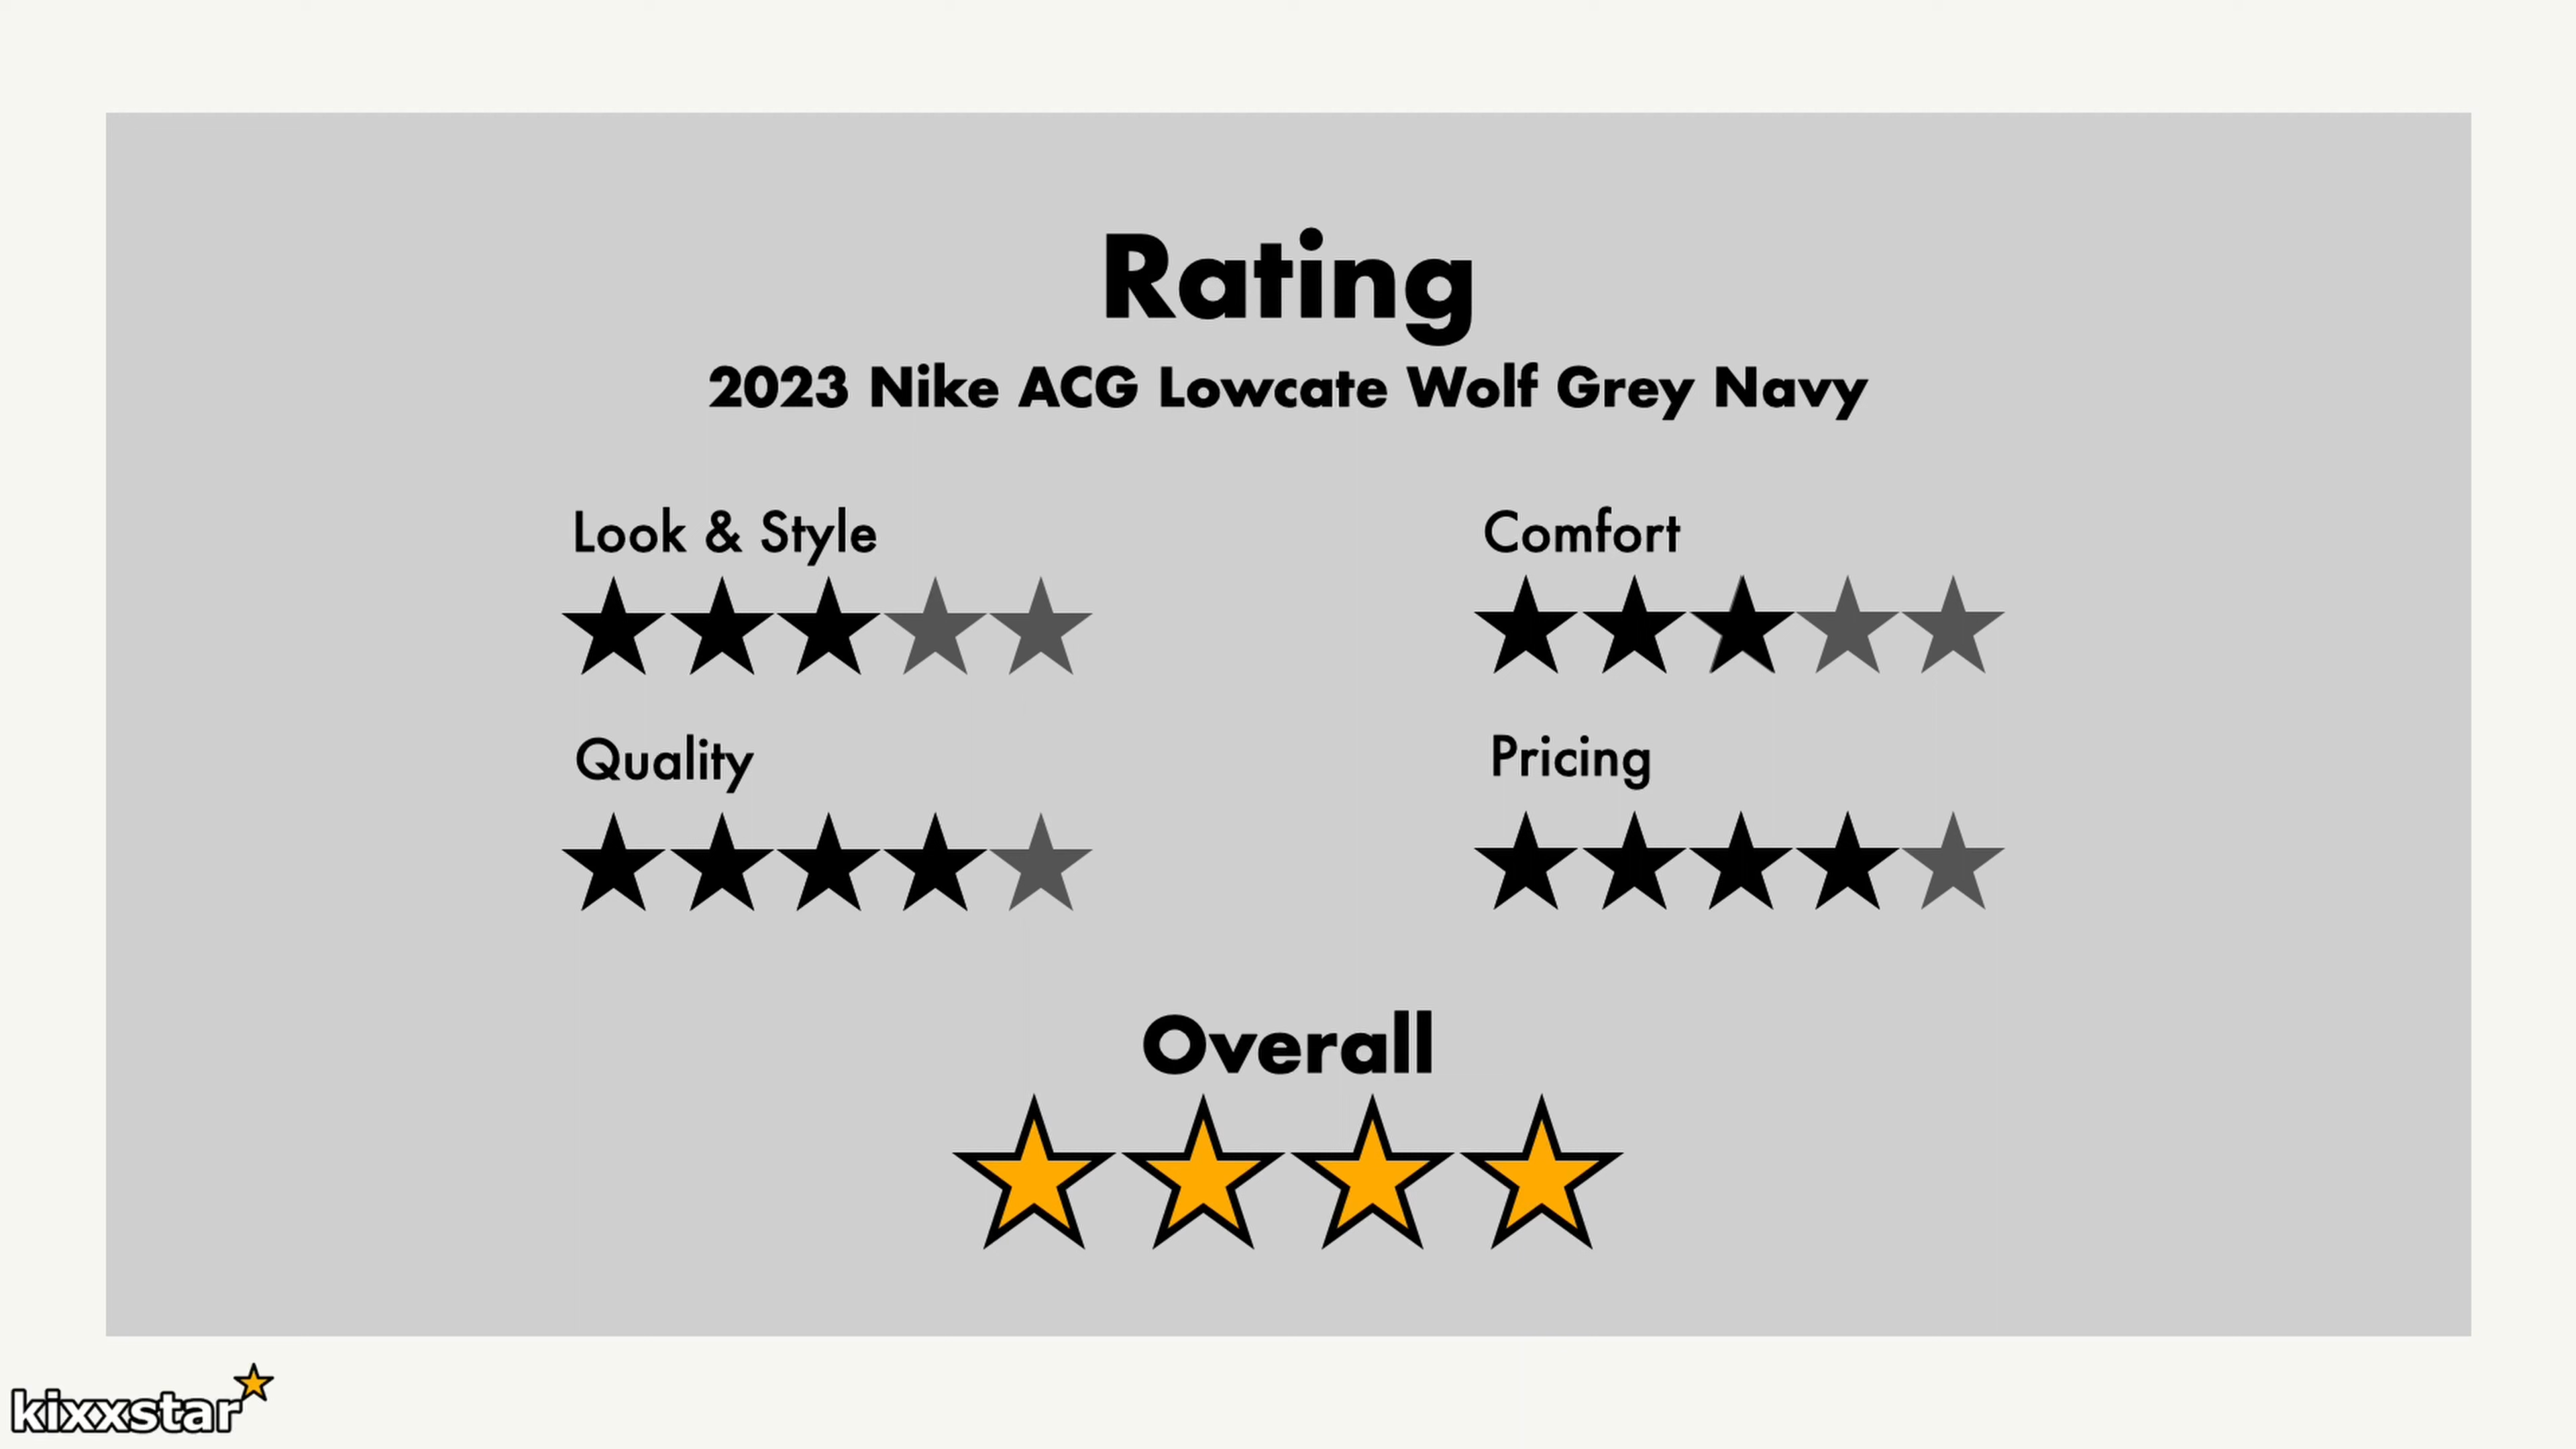 Rating
2023 Nike ACG Lowcate Wolf Grey Navy
Look & Style
Comfort
Quality
Pricing
Overall
kixxstar